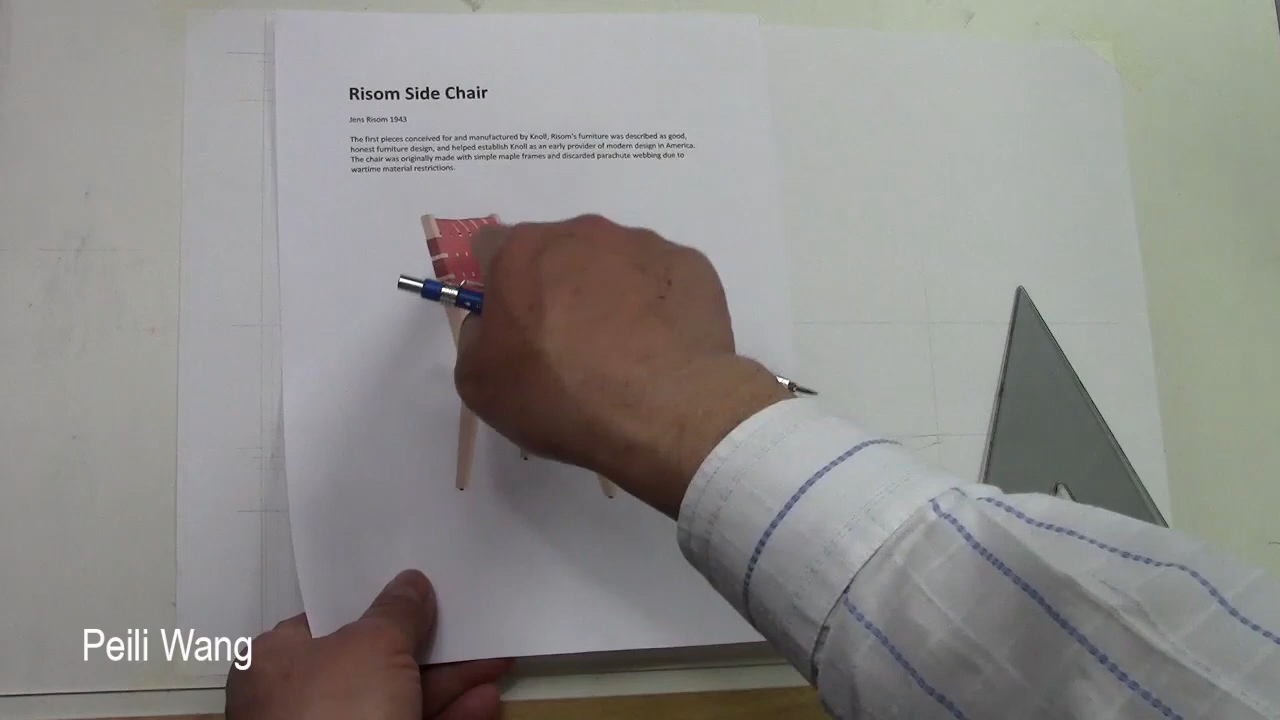 Risom Side Chair
Jens Risom 1943
The first pieces conceived for and manufactured by Knoll, Risom's furniture was described as good,
honest furniture design, and helped establish Knoll as an early provider of modern design in America.
The chair was originally made with simple maple frames and discarded parachute webbing due to
wartime material restrictions.
Peili Wang